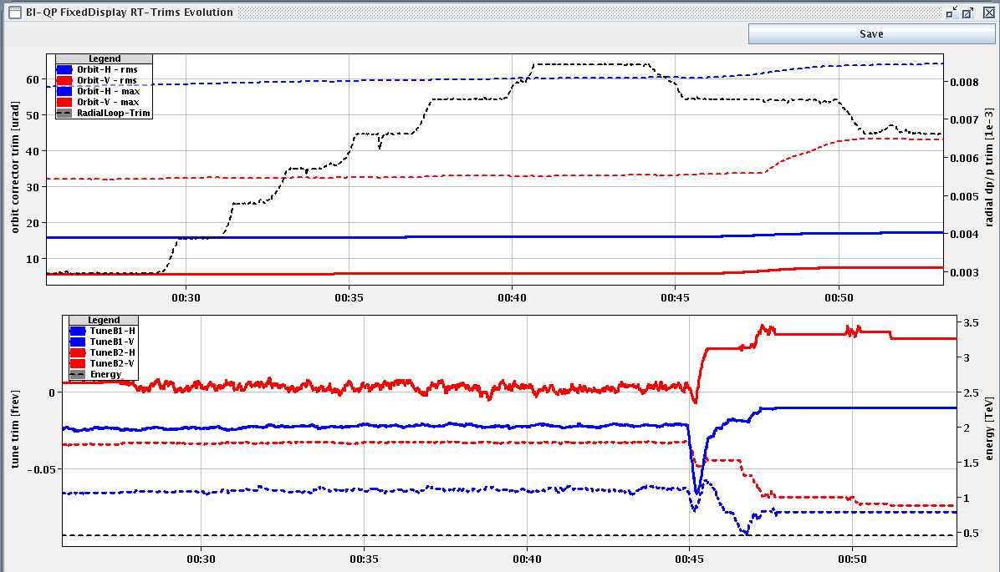 BI-QP FixedDisplay RT-Trims Evolution
Save
Legend
Orbit-H - rms
Orbit-V - rms
Orbit-H - max
Orbit-V - max
RadialLoop-Trim
orbit corrector trim [urad]
60
50
40
30
20
10
0.008
0.007
0.006
0.005
0.004
0.003
radial dp/p trim [1e-3]
00:30 00:35 00:40 00:45 00:50
Legend
TuneB1-H
TuneB1-V
TuneB2-H
TuneB2-V
Energy
tune trim [frev]
0
-0.05
3.5
3
2.5
2
1.5
1
0.5
energy [TeV]
00:30 00:35 00:40 00:45 00:50